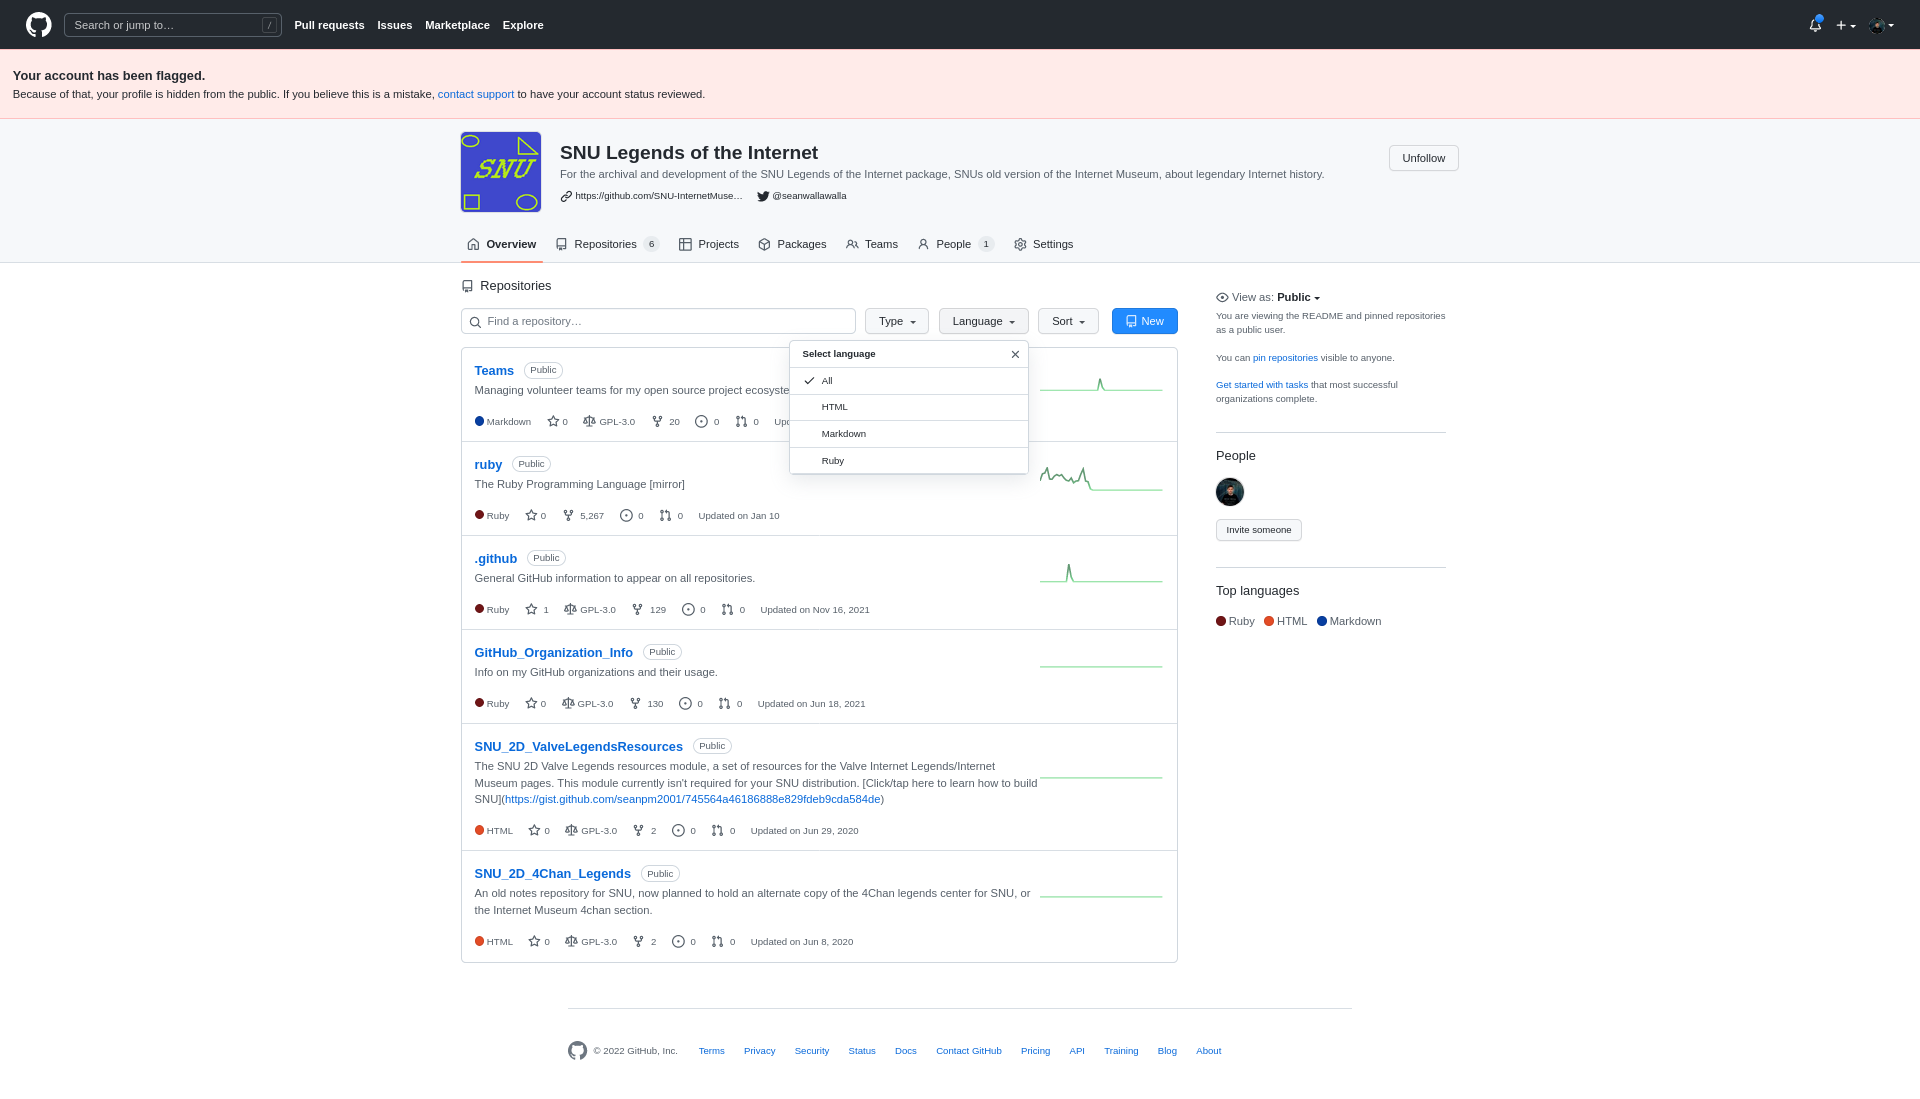 Search or jump to… /
Pull requests Issues Marketplace Explore
Your account has been flagged.
Because of that, your profile is hidden from the public. If you believe this is a mistake, contact support to have your account status reviewed.
SNU
SNU Legends of the Internet
For the archival and development of the SNU Legends of the Internet package, SNUs old version of the Internet Museum, about legendary Internet history.
https://github.com/SNU-InternetMuse… @seanwallawalla
Unfollow
Overview Repositories 6 Projects Packages Teams People 1 Settings
Repositories
Find a repository… Type Language Sort New
Select language
All
HTML
Markdown
Ruby
Teams Public
Managing volunteer teams for my open source project ecosyste
Markdown 0 GPL-3.0 20 0 0
ruby Public
The Ruby Programming Language [mirror]
Ruby 0 5,267 0 0 Updated on Jan 10
.github Public
General GitHub information to appear on all repositories.
Ruby 1 GPL-3.0 129 0 0 Updated on Nov 16, 2021
GitHub_Organization_Info Public
Info on my GitHub organizations and their usage.
Ruby 0 GPL-3.0 130 0 0 Updated on Jun 18, 2021
SNU_2D_ValveLegendsResources Public
The SNU 2D Valve Legends resources module, a set of resources for the Valve Internet Legends/Internet
Museum pages. This module currently isn't required for your SNU distribution. [Click/tap here to learn how to build
SNU](https://gist.github.com/seanpm2001/745564a46186888e829fdeb9cda584de)
HTML 0 GPL-3.0 2 0 0 Updated on Jun 29, 2020
SNU_2D_4Chan_Legends Public
An old notes repository for SNU, now planned to hold an alternate copy of the 4Chan legends center for SNU, or
the Internet Museum 4chan section.
HTML 0 GPL-3.0 2 0 0 Updated on Jun 8, 2020
View as: Public
You are viewing the README and pinned repositories
as a public user.
You can pin repositories visible to anyone.
Get started with tasks that most successful
organizations complete.
People
Invite someone
Top languages
Ruby HTML Markdown
© 2022 GitHub, Inc. Terms Privacy Security Status Docs Contact GitHub Pricing API Training Blog About